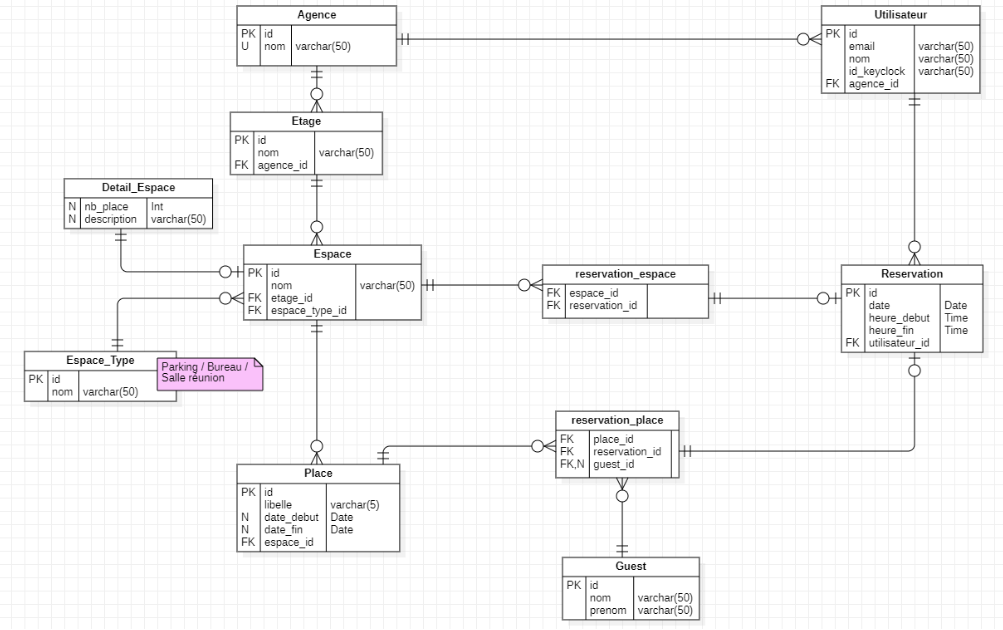 Agence
PK id
U nom varchar(50)
Utilisateur
PK id
email varchar(50)
nom varchar(50)
id_keyclock varchar(50)
FK agence_id
Etage
PK id
nom varchar(50)
FK agence_id
Detail_Espace
N nb_place Int
N description varchar(50)
Espace
PK id
nom varchar(50)
FK etage_id
FK espace_type_id
reservation_espace
FK espace_id
FK reservation_id
Reservation
PK id
date Date
heure_debut Time
heure_fin Time
FK utilisateur_id
Espace_Type
PK id
nom varchar(50)
Parking / Bureau /
Salle réunion
reservation_place
FK place_id
FK reservation_id
FK,N guest_id
Place
PK id
libelle varchar(5)
N date_debut Date
N date_fin Date
FK espace_id
Guest
PK id
nom varchar(50)
prenom varchar(50)